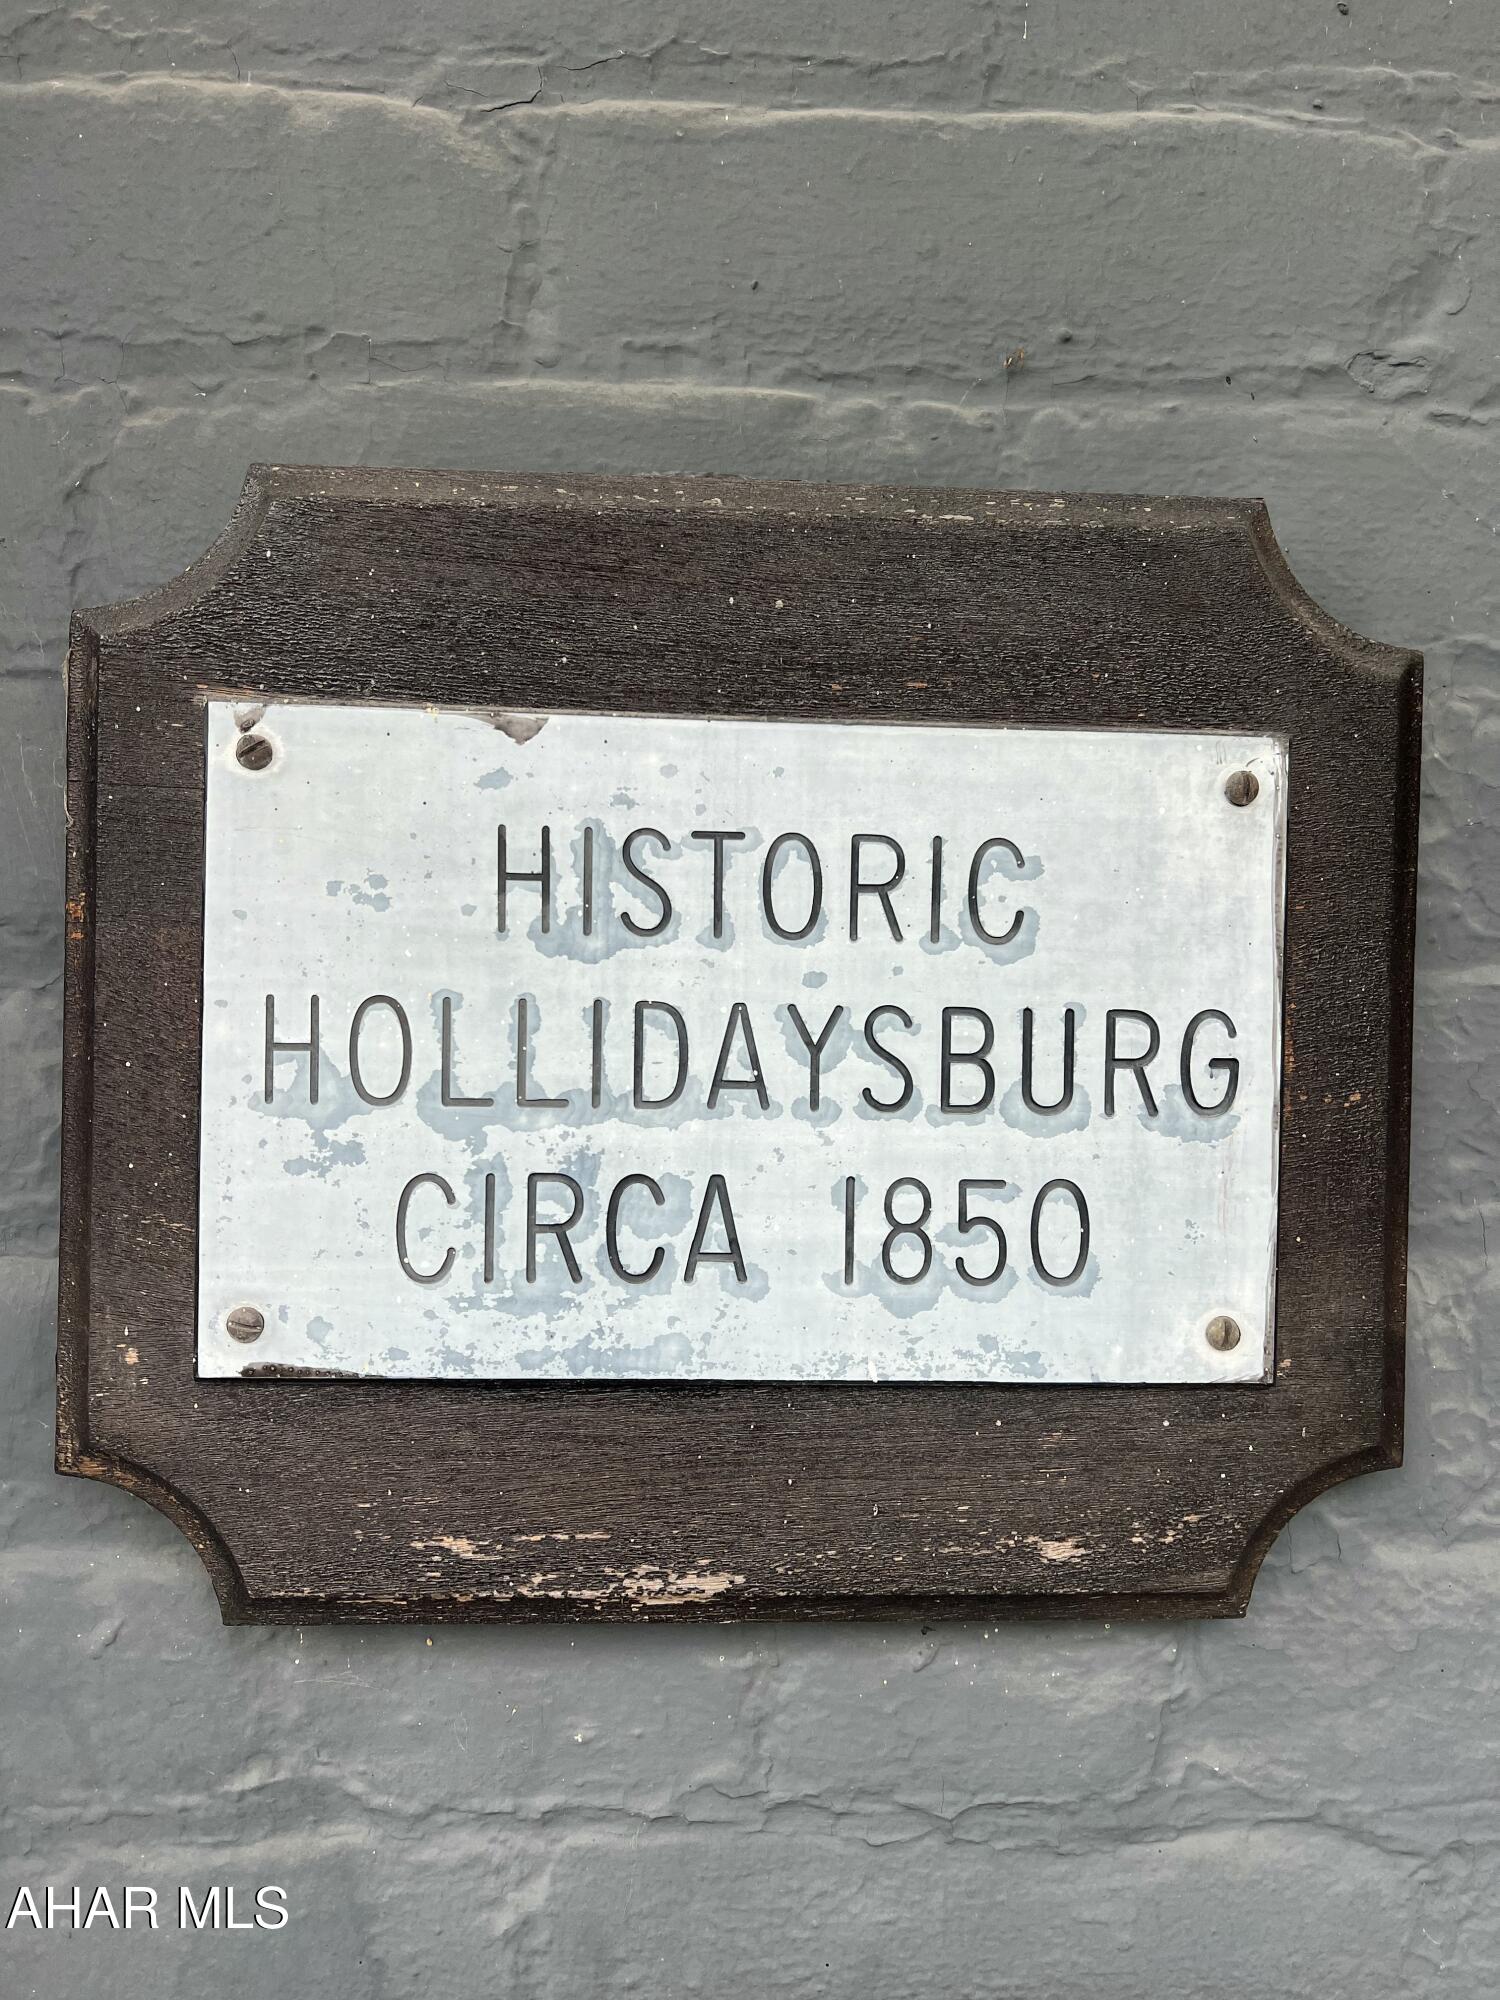 HISTORIC
HOLLIDAYSBURG
CIRCA 1850
AHAR MLS